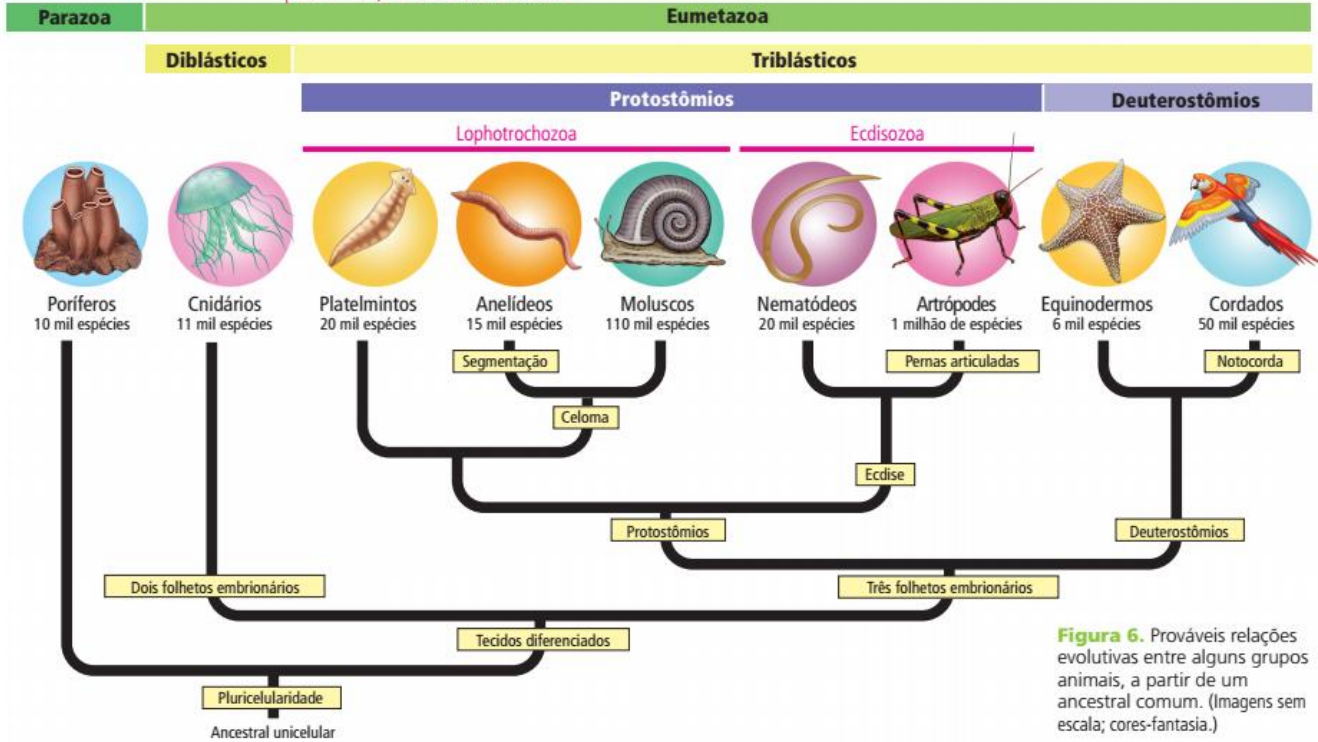 Parazoa
Eumetazoa
Diblásticos
Triblásticos
Protostômios
Deuterostômios
Lophotrochozoa
Ecdisozoa
Poríferos
10 mil espécies
Cnidários
11 mil espécies
Platelmintos
20 mil espécies
Anelídeos
15 mil espécies
Moluscos
110 mil espécies
Nematódeos
20 mil espécies
Artrópodes
1 milhão de espécies
Equinodermos
6 mil espécies
Cordados
50 mil espécies
Segmentação
Pernas articuladas
Notocorda
Celoma
Ecdise
Protostômios
Deuterostômios
Dois folhetos embrionários
Três folhetos embrionários
Tecidos diferenciados
Pluricelularidade
Ancestral unicelular
Figura 6. Prováveis relações
evolutivas entre alguns grupos
animais, a partir de um
ancestral comum. (Imagens sem
escala; cores-fantasia.)